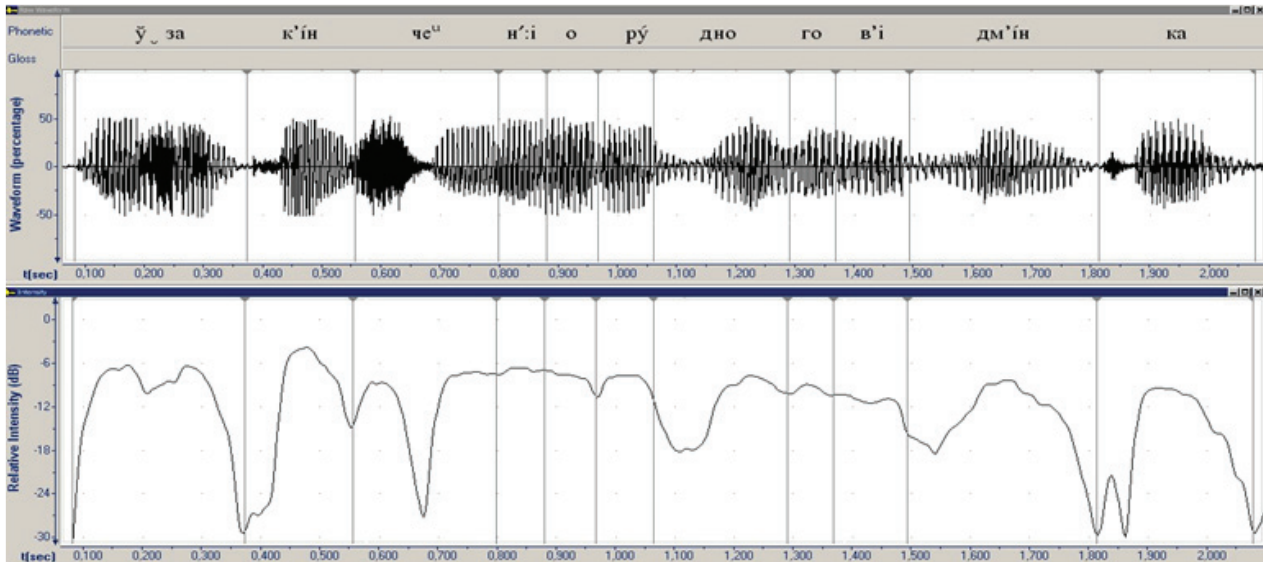 Phonetic ў ‿ за к’íн чеᶸ н′:і о рý дно го в’і дм’íн ка
Gloss
Waveform (percentage)
50
0
-50
t[sec] 0,100 0,200 0,300 0,400 0,500 0,600 0,700 0,800 0,900 1,000 1,100 1,200 1,300 1,400 1,500 1,600 1,700 1,800 1,900 2,000
Intensity
Relative Intensity (dB)
0
-6
-12
-18
-24
-30
t[sec] 0,100 0,200 0,300 0,400 0,500 0,600 0,700 0,800 0,900 1,000 1,100 1,200 1,300 1,400 1,500 1,600 1,700 1,800 1,900 2,000